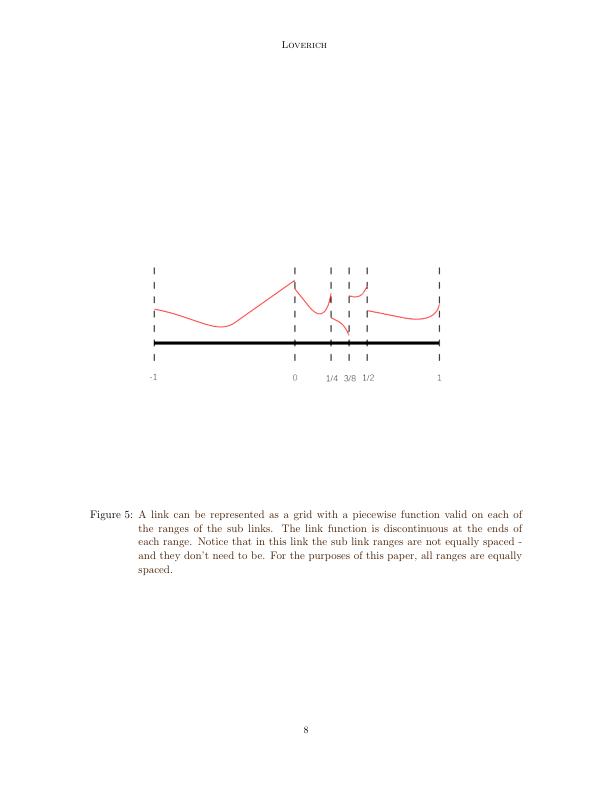 Loverich
-1 0 1/4 3/8 1/2 1
Figure 5: A link can be represented as a grid with a piecewise function valid on each of
the ranges of the sub links. The link function is discontinuous at the ends of
each range. Notice that in this link the sub link ranges are not equally spaced -
and they don't need to be. For the purposes of this paper, all ranges are equally
spaced.
8